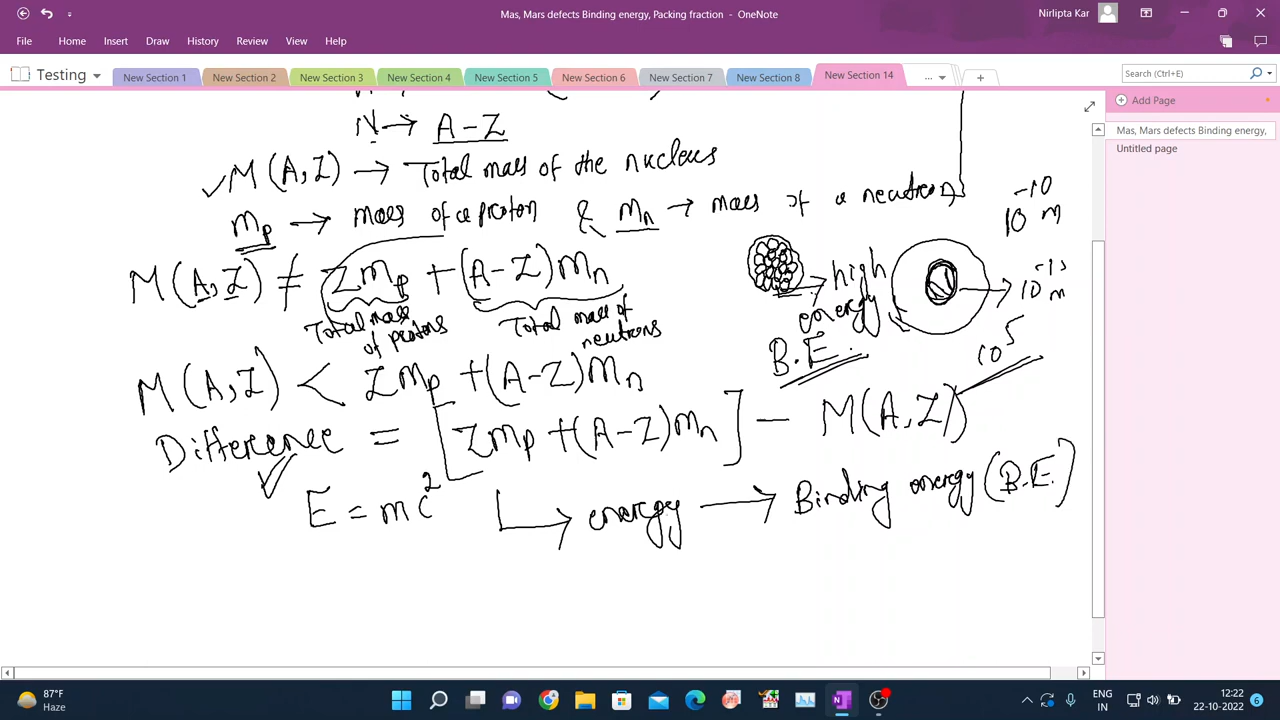 Mas, Mars defects Binding energy, Packing fraction - OneNote
Nirlipta Kar
File Home Insert Draw History Review View Help
Testing
New Section 1 New Section 2 New Section 3 New Section 4 New Section 5 New Section 6 New Section 7 New Section 8 New Section 14 ...
Search (Ctrl+E)
Add Page
Mas, Mars defects Binding energy,
Untitled page
N → A-Z
M(A,Z) → Total mass of the nucleus
mp → mass of a proton & mn → mass of a neutron
10^-10 m
M(A,Z) ≠ Zmp + (A-Z)mn
Total mass of protons
Total mass of neutrons
high energy
B.E.
10^-15 m
10^5
M(A,Z) < Zmp + (A-Z)mn
Difference = [Zmp + (A-Z)mn] - M(A,Z)
E = mc^2 energy → Binding energy (B.E.)
87°F
Haze
ENG
IN
12:22
22-10-2022
6